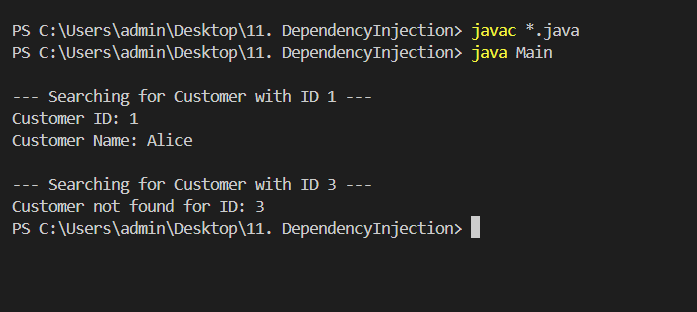 PS C:\Users\admin\Desktop\11. DependencyInjection> javac *.java
PS C:\Users\admin\Desktop\11. DependencyInjection> java Main
--- Searching for Customer with ID 1 ---
Customer ID: 1
Customer Name: Alice
--- Searching for Customer with ID 3 ---
Customer not found for ID: 3
PS C:\Users\admin\Desktop\11. DependencyInjection>